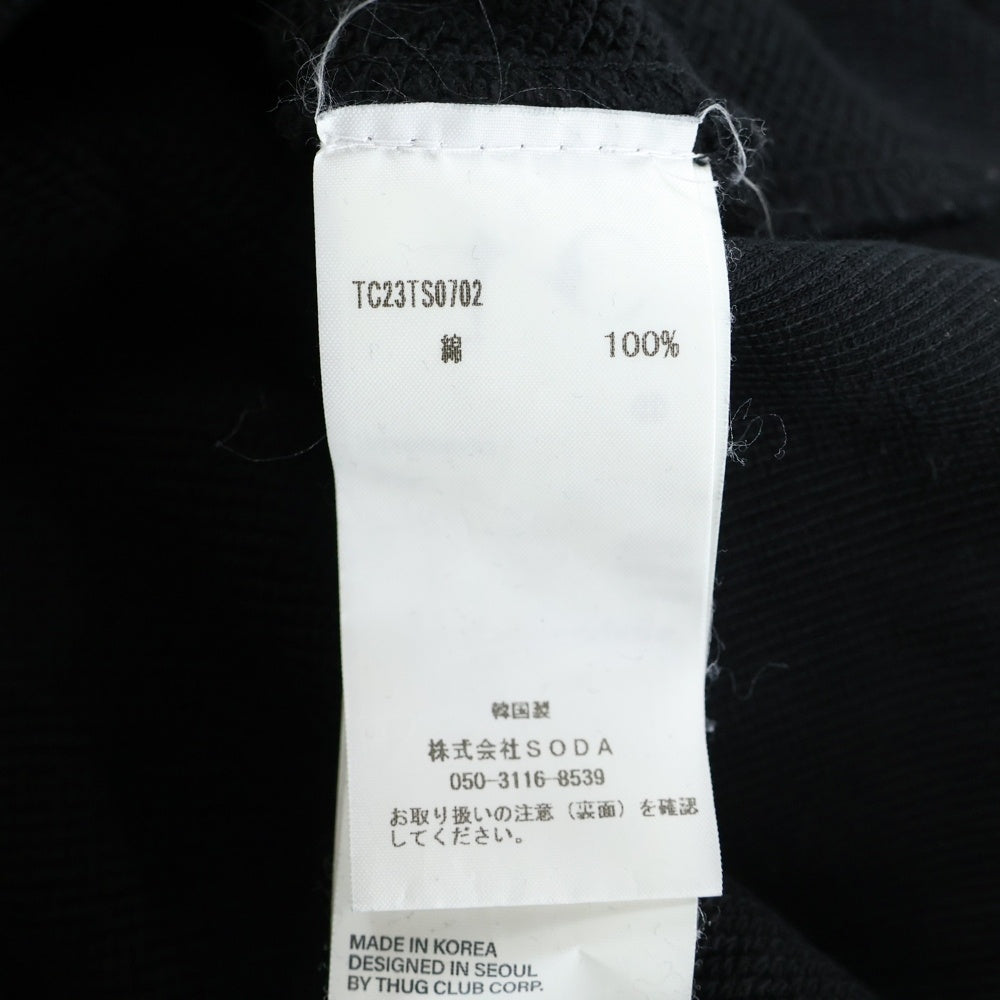 TC23TS0702
綿 100%
韓国製
株式会社SODA
050-3116-8539
お取り扱いの注意（裏面）を確認
してください。
MADE IN KOREA
DESIGNED IN SEOUL
BY THUG CLUB CORP.